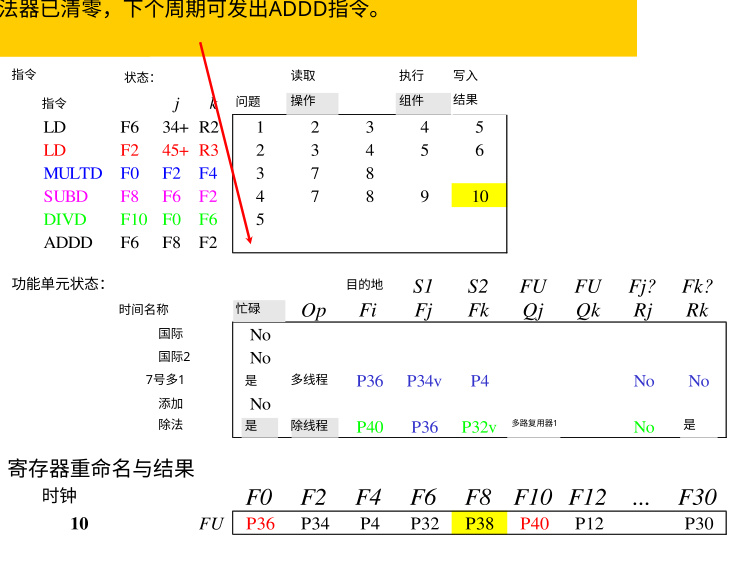 法器已清零，下个周期可发出ADDD指令。
指令 状态： 读取 执行 写入
指令 j k 问题 操作 组件 结果
LD F6 34+ R2 1 2 3 4 5
LD F2 45+ R3 2 3 4 5 6
MULTD F0 F2 F4 3 7 8
SUBD F8 F6 F2 4 7 8 9 10
DIVD F10 F0 F6 5
ADDD F6 F8 F2
功能单元状态： 目的地 S1 S2 FU FU Fj? Fk?
时间名称 忙碌 Op Fi Fj Fk Qj Qk Rj Rk
国际 No
国际2 No
7号多1 是 多线程 P36 P34v P4 No No
添加 No
除法 是 除线程 P40 P36 P32v 多路复用器1 No 是
寄存器重命名与结果
时钟 F0 F2 F4 F6 F8 F10 F12 ... F30
10 FU P36 P34 P4 P32 P38 P40 P12 P30